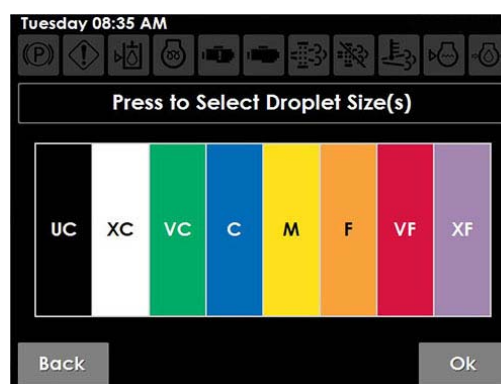 Tuesday 08:35 AM
(P)
Press to Select Droplet Size(s)
UC XC VC C M F VF XF
Back Ok